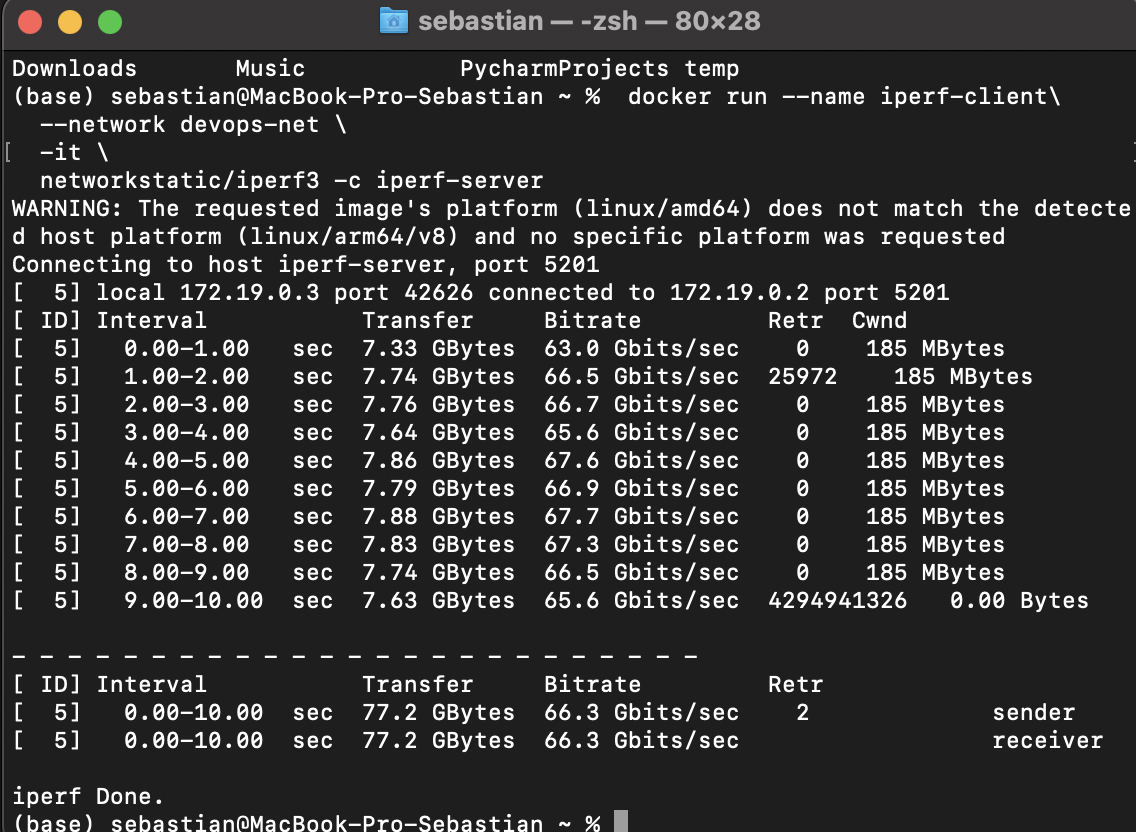 sebastian — -zsh — 80×28
Downloads       Music           PycharmProjects temp
(base) sebastian@MacBook-Pro-Sebastian ~ %  docker run --name iperf-client\
  --network devops-net \
[ -it \
  networkstatic/iperf3 -c iperf-server
WARNING: The requested image's platform (linux/amd64) does not match the detecte
d host platform (linux/arm64/v8) and no specific platform was requested
Connecting to host iperf-server, port 5201
[  5] local 172.19.0.3 port 42626 connected to 172.19.0.2 port 5201
[ ID] Interval           Transfer     Bitrate         Retr  Cwnd
[  5]   0.00-1.00   sec  7.33 GBytes  63.0 Gbits/sec    0    185 MBytes
[  5]   1.00-2.00   sec  7.74 GBytes  66.5 Gbits/sec  25972    185 MBytes
[  5]   2.00-3.00   sec  7.76 GBytes  66.7 Gbits/sec    0    185 MBytes
[  5]   3.00-4.00   sec  7.64 GBytes  65.6 Gbits/sec    0    185 MBytes
[  5]   4.00-5.00   sec  7.86 GBytes  67.6 Gbits/sec    0    185 MBytes
[  5]   5.00-6.00   sec  7.79 GBytes  66.9 Gbits/sec    0    185 MBytes
[  5]   6.00-7.00   sec  7.88 GBytes  67.7 Gbits/sec    0    185 MBytes
[  5]   7.00-8.00   sec  7.83 GBytes  67.3 Gbits/sec    0    185 MBytes
[  5]   8.00-9.00   sec  7.74 GBytes  66.5 Gbits/sec    0    185 MBytes
[  5]   9.00-10.00  sec  7.63 GBytes  65.6 Gbits/sec  4294941326   0.00 Bytes
- - - - - - - - - - - - - - - - - - - - - - - - -
[ ID] Interval           Transfer     Bitrate         Retr
[  5]   0.00-10.00  sec  77.2 GBytes  66.3 Gbits/sec    2             sender
[  5]   0.00-10.00  sec  77.2 GBytes  66.3 Gbits/sec                  receiver
iperf Done.
(base) sebastian@MacBook-Pro-Sebastian ~ %